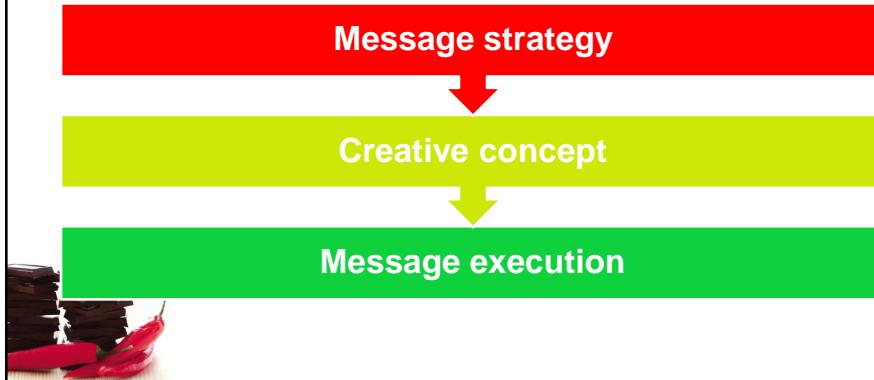 Message strategy
Creative concept
Message execution